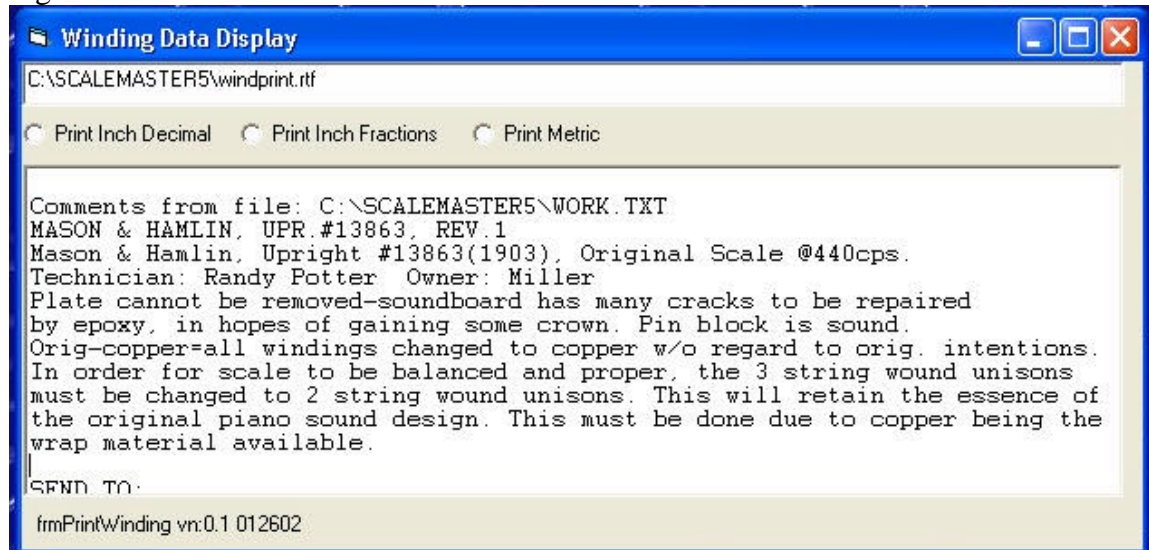 Winding Data Display
C:\SCALEMASTER5\windprint.rtf
Print Inch Decimal Print Inch Fractions Print Metric
Comments from file: C:\SCALEMASTER5\WORK.TXT
MASON & HAMLIN, UPR.#13863, REV.1
Mason & Hamlin, Upright #13863(1903), Original Scale @440cps.
Technician: Randy Potter Owner: Miller
Plate cannot be removed-soundboard has many cracks to be repaired
by epoxy, in hopes of gaining some crown. Pin block is sound.
Orig-copper=all windings changed to copper w/o regard to orig. intentions.
In order for scale to be balanced and proper, the 3 string wound unisons
must be changed to 2 string wound unisons. This will retain the essence of
the original piano sound design. This must be done due to copper being the
wrap material available.
SEND TO:
frmPrintWinding vn:0.1 012602